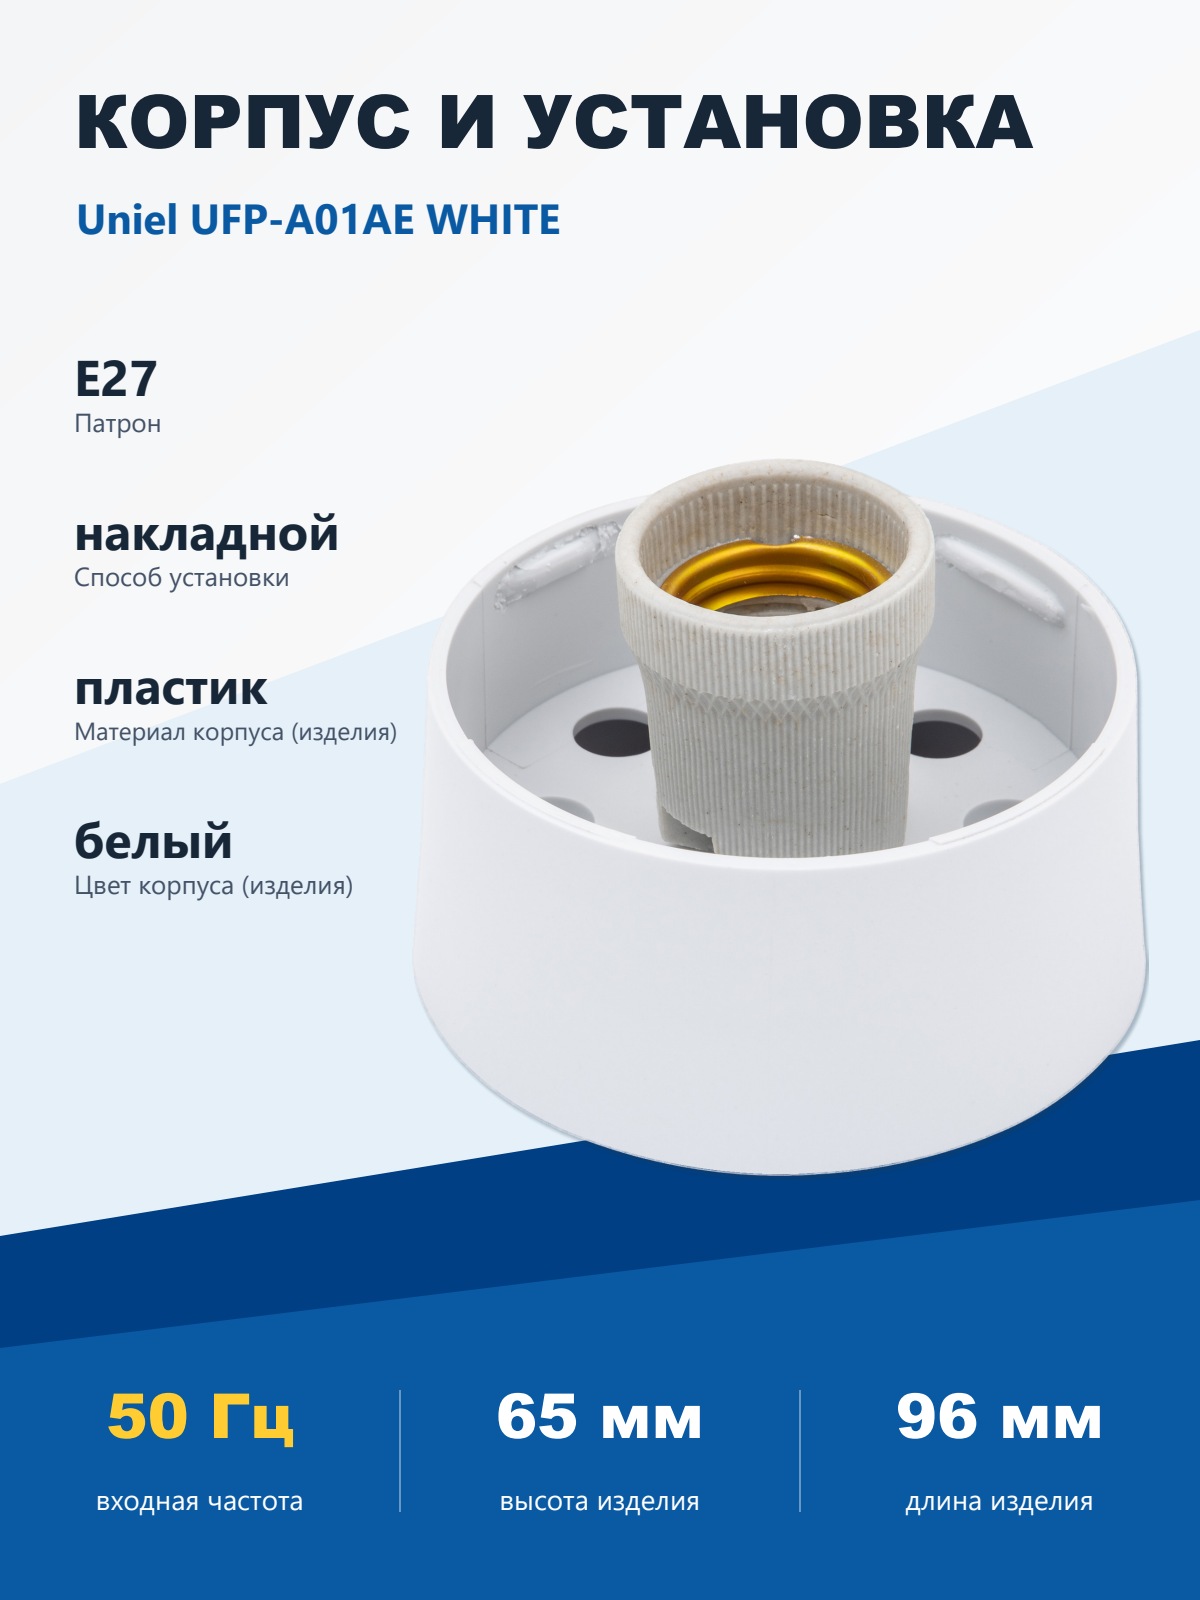 КОРПУС И УСТАНОВКА
Uniel UFP-A01AE WHITE
E27
Патрон
накладной
Способ установки
пластик
Материал корпуса (изделия)
белый
Цвет корпуса (изделия)
50 Гц
входная частота
65 мм
высота изделия
96 мм
длина изделия